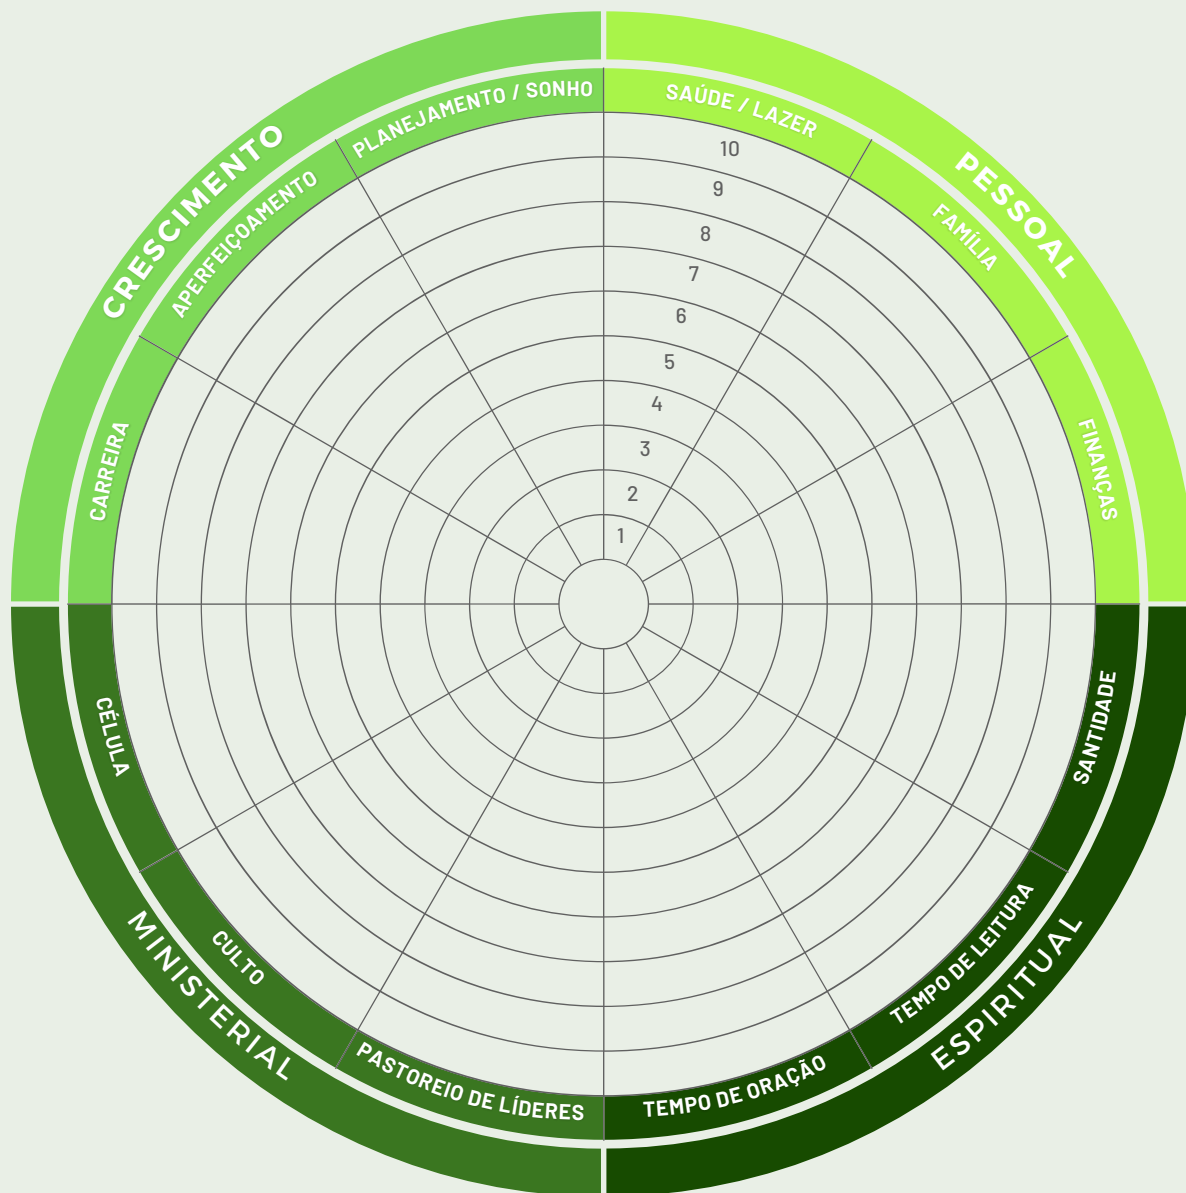 CRESCIMENTO
PESSOAL
PLANEJAMENTO / SONHO
SAÚDE / LAZER
APERFEIÇOAMENTO
FAMÍLIA
CARREIRA
FINANÇAS
10
9
8
7
6
5
4
3
2
1
CÉLULA
SANTIDADE
CULTO
TEMPO DE LEITURA
PASTOREIO DE LÍDERES
TEMPO DE ORAÇÃO
MINISTERIAL
ESPIRITUAL